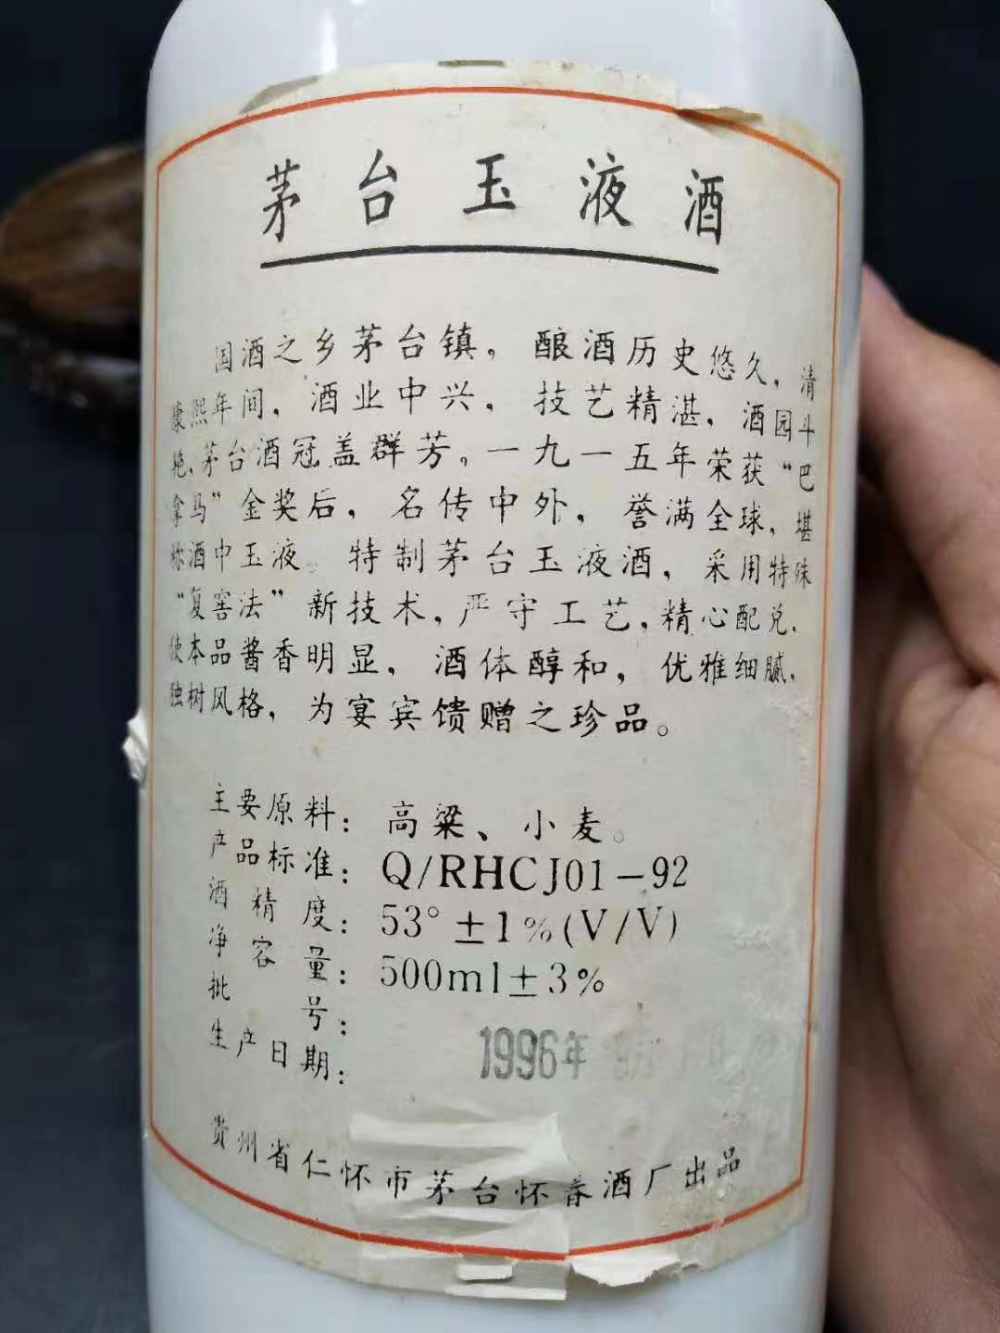 茅台玉液酒
国酒之乡茅台镇，酿酒历史悠久，清
康熙年间，酒业中兴，技艺精湛，酒园斗
艳、茅台酒冠盖群芳。一九一五年荣获“巴
拿马”金奖后，名传中外，誉满全球，堪
称酒中玉液。特制茅台玉液酒，采用特殊
“复窖法”新技术，严守工艺，精心配兑，
使本品酱香明显，酒体醇和，优雅细腻，
独树风格，为宴宾馈赠之珍品。
主要原料：高粱、小麦。
产品标准：Q/RHCJ01－92
酒精度：53°±1%(V/V)
净容量：500ml±3%
批号：
生产日期：1996年
贵州省仁怀市茅台怀春酒厂出品